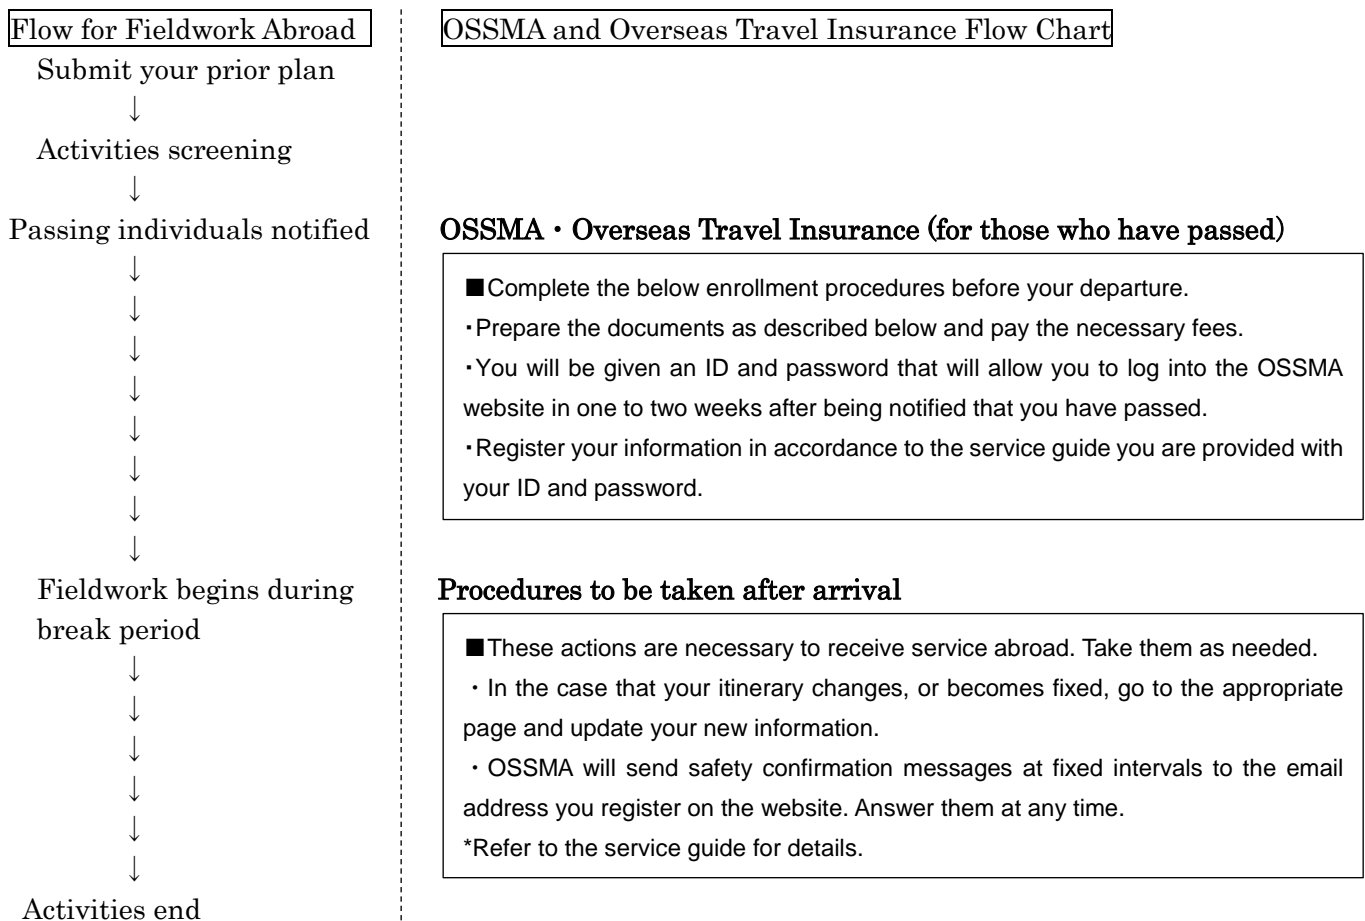 Flow for Fieldwork Abroad
Submit your prior plan
↓
Activities screening
↓
Passing individuals notified
↓
↓
↓
↓
↓
↓
↓
↓
Fieldwork begins during
break period
↓
↓
↓
↓
↓
↓
Activities end
OSSMA and Overseas Travel Insurance Flow Chart
OSSMA・Overseas Travel Insurance (for those who have passed)
■Complete the below enrollment procedures before your departure.
・Prepare the documents as described below and pay the necessary fees.
・You will be given an ID and password that will allow you to log into the OSSMA
website in one to two weeks after being notified that you have passed.
・Register your information in accordance to the service guide you are provided with
your ID and password.
Procedures to be taken after arrival
■These actions are necessary to receive service abroad. Take them as needed.
・In the case that your itinerary changes, or becomes fixed, go to the appropriate
page and update your new information.
・OSSMA will send safety confirmation messages at fixed intervals to the email
address you register on the website. Answer them at any time.
*Refer to the service guide for details.